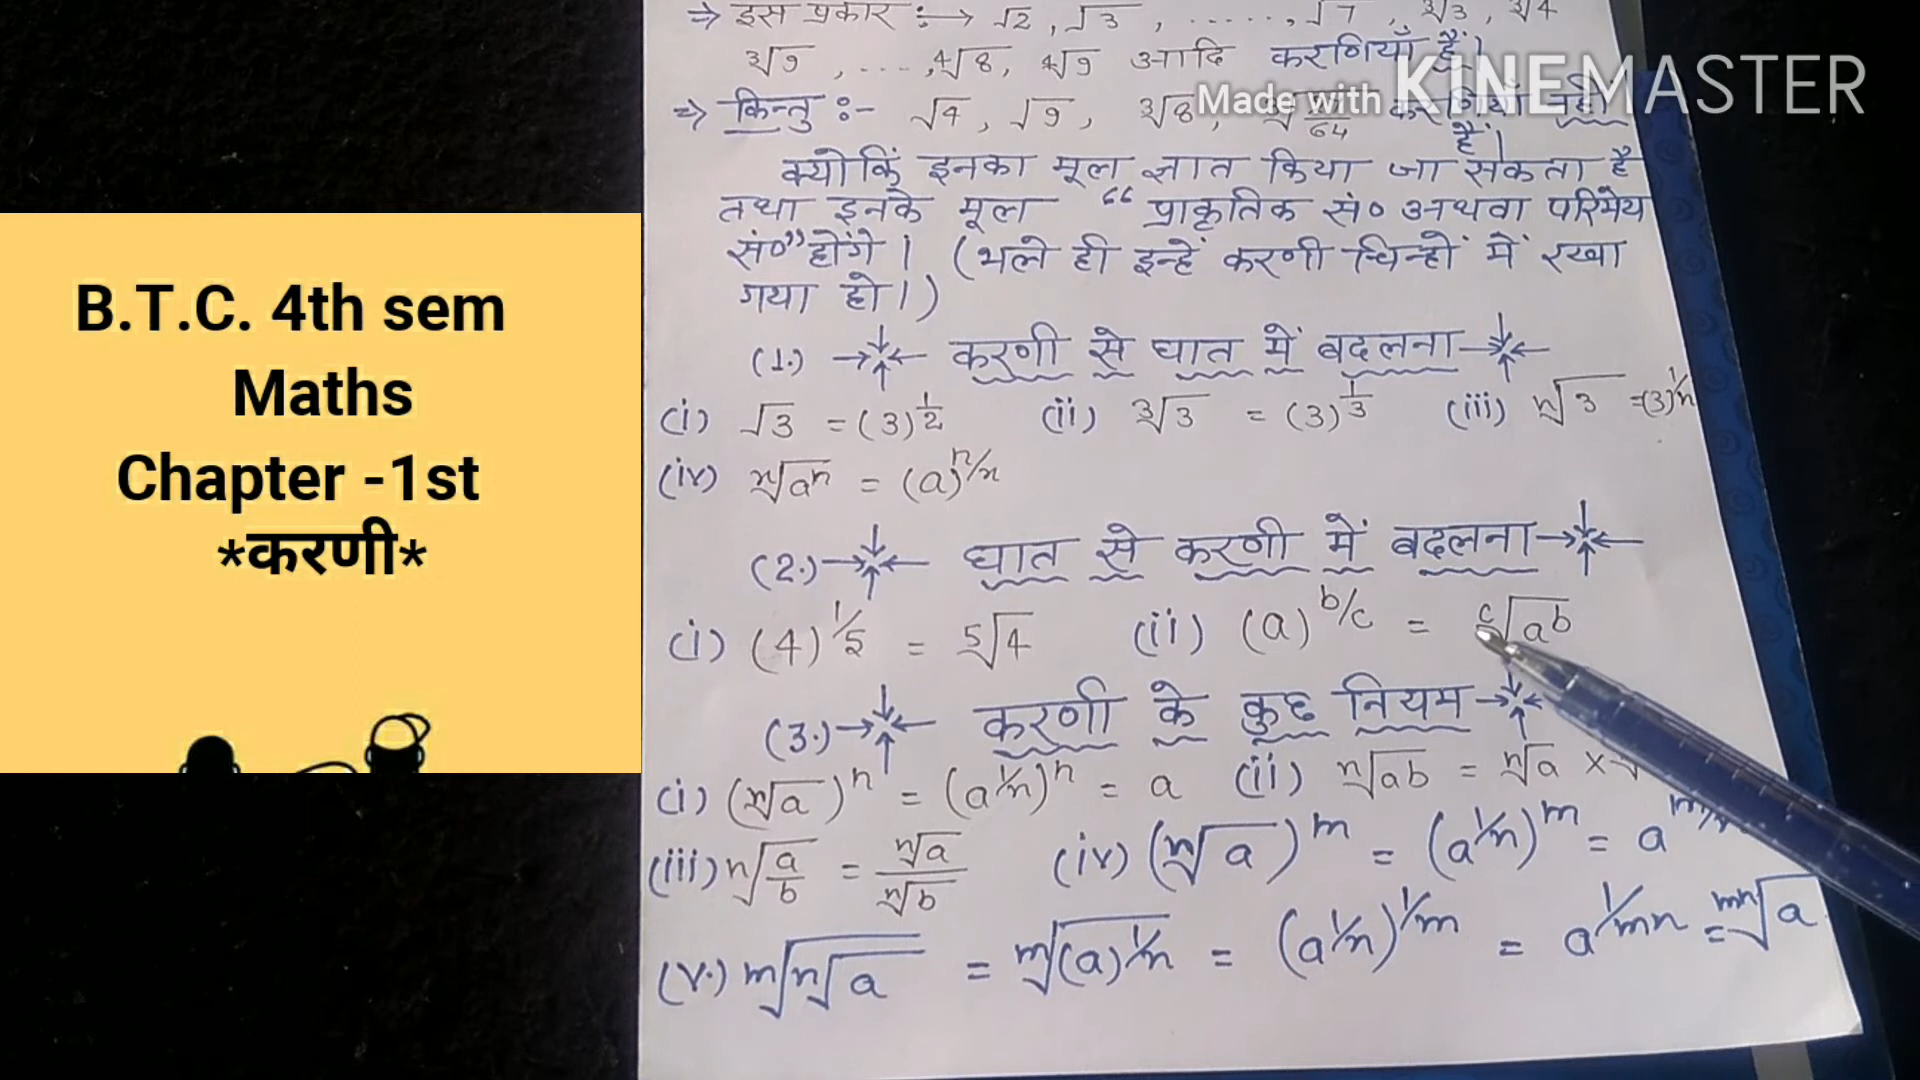 B.T.C. 4th sem
Maths
Chapter -1st
*करणी*
Made with KINEMASTER
⇒ इस प्रकार :→ √2, √3, ......, √7, ∛3, ∛4
∛9, ...., ∜8, ∜9 आदि करणियाँ हैं।
⇒ किन्तु :- √4, √9, ∛8, नहीं
हैं।
क्योकिं इनका मूल ज्ञात किया जा सकता है
तथा इनके मूल “प्राकृतिक सं० अथवा परिमेय
सं०” होंगे। (भले ही इन्हें करणी चिन्हों में रखा
गया हो।)
(1.) →← करणी से घात में बदलना →←
(i) √3 = (3)^1/2 (ii) ∛3 = (3)^1/3 (iii) ⁿ√3 = (3)^1/n
(iv) ⁿ√aⁿ = (a)^n/n
(2.) →← घात से करणी में बदलना →←
(i) (4)^1/5 = ⁵√4 (ii) (a)^b/c = ᶜ√aᵇ
(3.) →← करणी के कुछ नियम →←
(i) (ⁿ√a)ⁿ = (a^1/n)ⁿ = a (ii) ⁿ√ab = ⁿ√a ×
(iii) ⁿ√(a/b) = ⁿ√a/ⁿ√b (iv) (ⁿ√a)ᵐ = (a^1/n)ᵐ = a
(v.) ᵐ√ⁿ√a = ᵐ√(a)^1/n = (a^1/n)^1/m = a^1/mn = ᵐⁿ√a